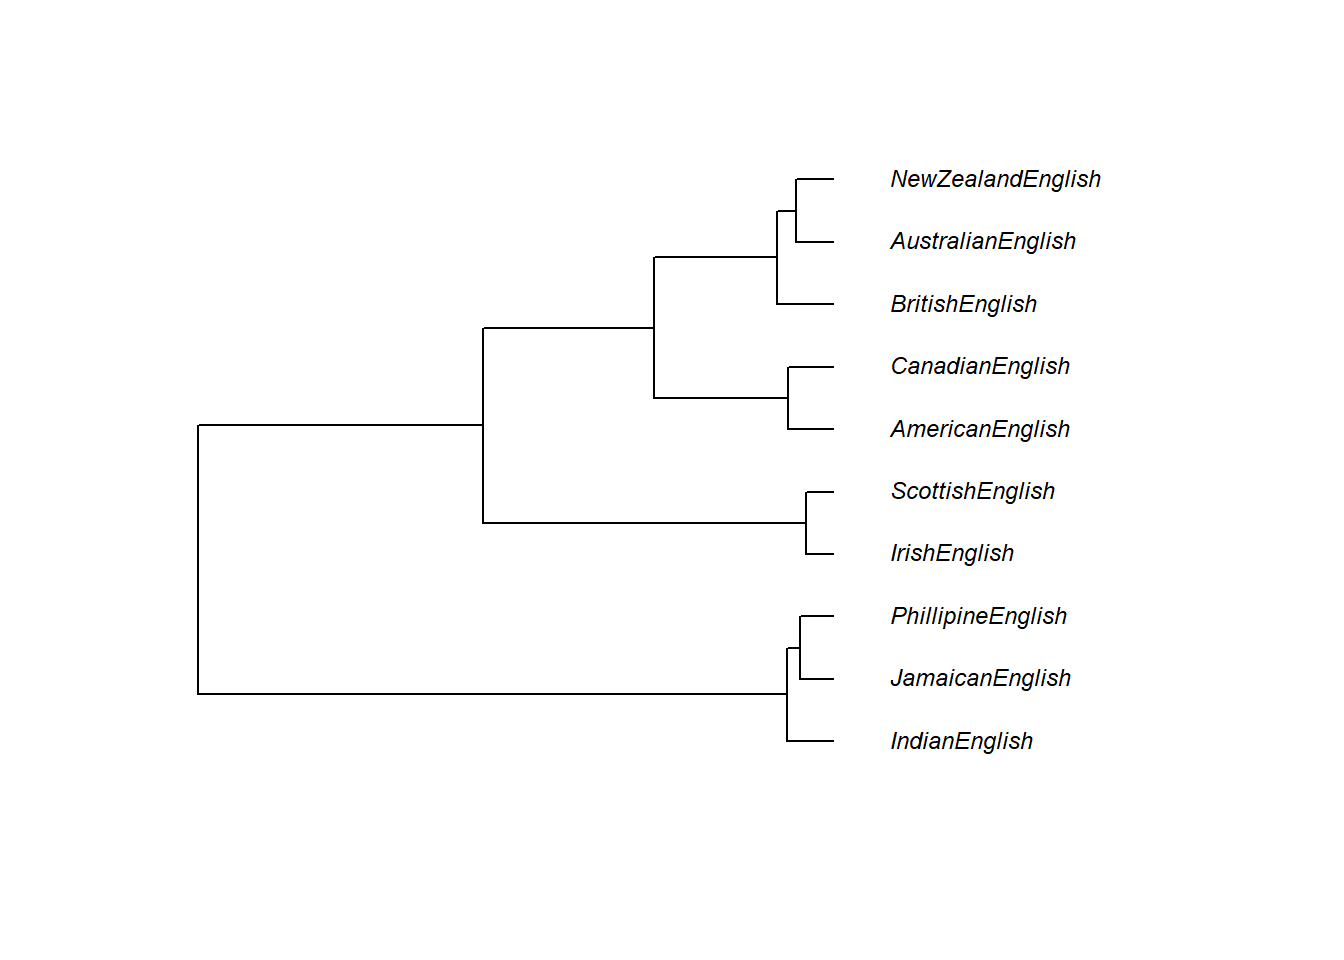 NewZealandEnglish
AustralianEnglish
BritishEnglish
CanadianEnglish
AmericanEnglish
ScottishEnglish
IrishEnglish
PhillipineEnglish
JamaicanEnglish
IndianEnglish